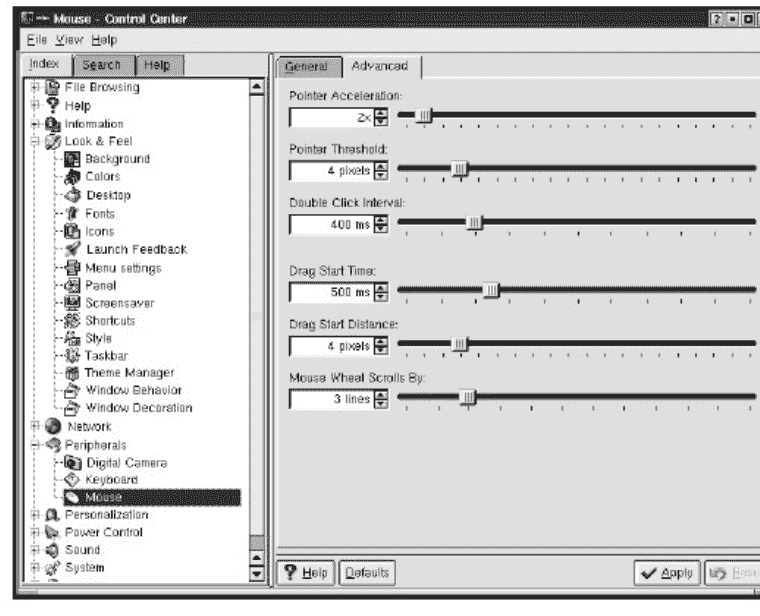 Mouse - Control Center
File View Help
Index Search Help
File Browsing
Help
Information
Look & Feel
Background
Colors
Desktop
Fonts
Icons
Launch Feedback
Menu settings
Panel
Screensaver
Shortcuts
Style
Taskbar
Theme Manager
Window Behavior
Window Decoration
Network
Peripherals
Digital Camera
Keyboard
Mouse
Personalization
Power Control
Sound
System
General Advanced
Pointer Acceleration:
2x
Pointer Threshold:
4 pixels
Double Click Interval:
400 ms
Drag Start Time:
500 ms
Drag Start Distance:
4 pixels
Mouse Wheel Scrolls By:
3 lines
Help Defaults Apply